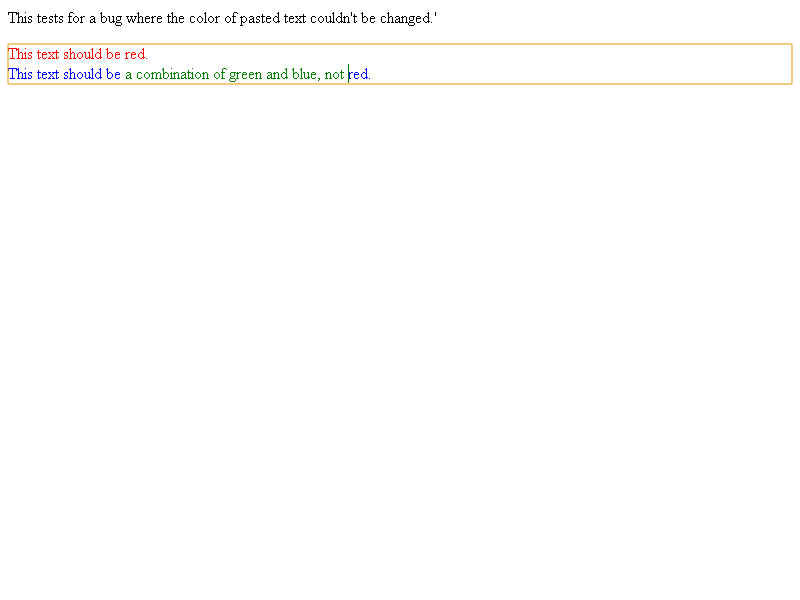 This tests for a bug where the color of pasted text couldn't be changed.'
This text should be red.
This text should be a combination of green and blue, not red.